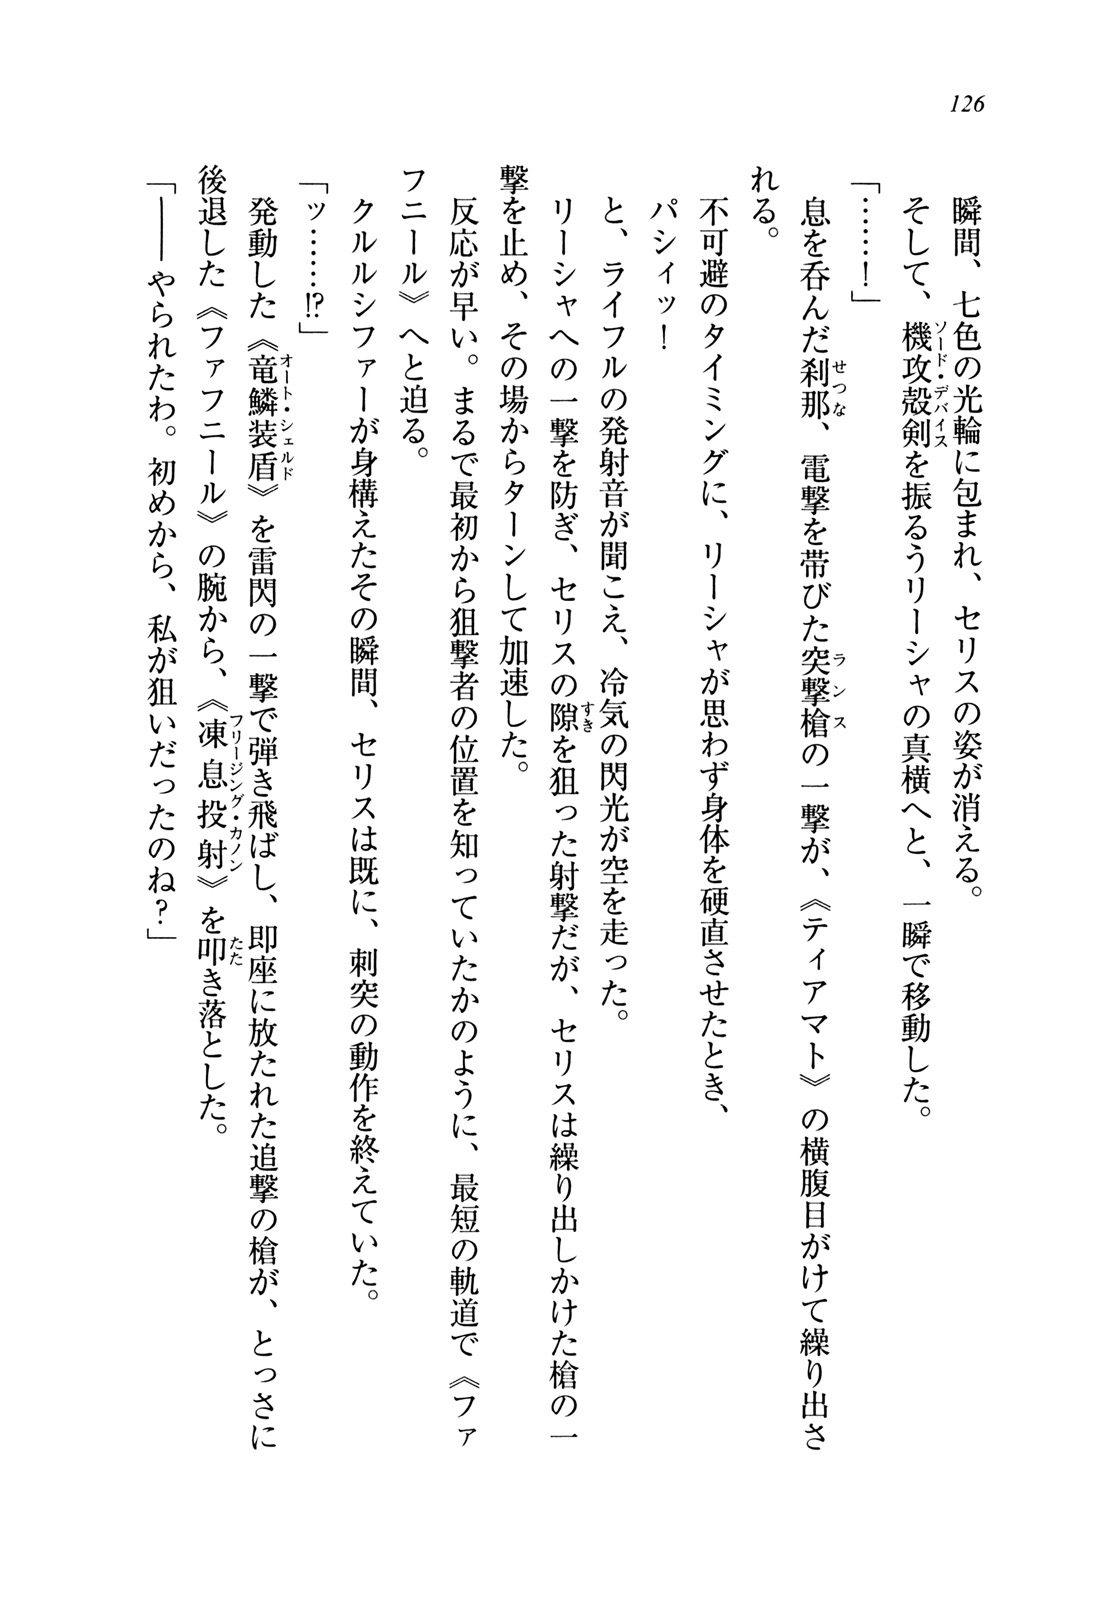 126
瞬間、七色の光輪に包まれ、セリスの姿が消える。
そして、機攻殻剣を振るうリーシャの真横へと、一瞬で移動した。
ソード・デバイス
「……！」
息を呑んだ刹那、電撃を帯びた突撃槍の一撃が、《ティアマト》の横腹目がけて繰り出さ
せつな
ランス
れる。
不可避のタイミングに、リーシャが思わず身体を硬直させたとき、
パシィッ！
と、ライフルの発射音が聞こえ、冷気の閃光が空を走った。
リーシャへの一撃を防ぎ、セリスの隙を狙った射撃だが、セリスは繰り出しかけた槍の一
すき
撃を止め、その場からターンして加速した。
反応が早い。まるで最初から狙撃者の位置を知っていたかのように、最短の軌道で《ファ
フニール》へと迫る。
クルルシファーが身構えたその瞬間、セリスは既に、刺突の動作を終えていた。
「ッ……!?」
発動した《竜鱗装盾》を雷閃の一撃で弾き飛ばし、即座に放たれた追撃の槍が、とっさに
オート・シェルド
後退した《ファフニール》の腕から、《凍息投射》を叩き落とした。
フリージング・カノン
たた
「――やられたわ。初めから、私が狙いだったのね？」